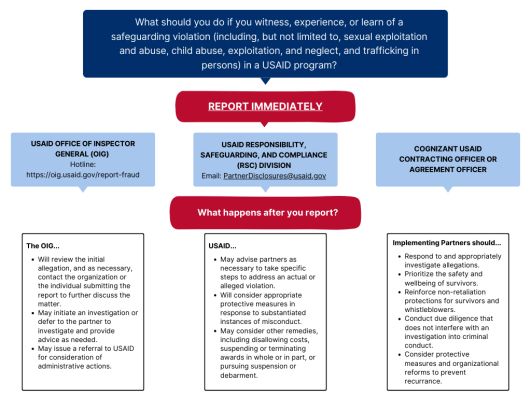 What should you do if you witness, experience, or learn of a
safeguarding violation (including, but not limited to, sexual exploitation
and abuse, child abuse, exploitation, and neglect, and trafficking in
persons) in a USAID program?
REPORT IMMEDIATELY
USAID OFFICE OF INSPECTOR
GENERAL (OIG)
Hotline:
https://oig.usaid.gov/report-fraud
USAID RESPONSIBILITY,
SAFEGUARDING, AND COMPLIANCE
(RSC) DIVISION
Email: PartnerDisclosures@usaid.gov
COGNIZANT USAID
CONTRACTING OFFICER OR
AGREEMENT OFFICER
What happens after you report?
The OIG...
• Will review the initial
allegation, and as necessary,
contact the organization or
the individual submitting the
report to further discuss the
matter.
• May initiate an investigation or
defer to the partner to
investigate and provide
advice as needed.
• May issue a referral to USAID
for consideration of
administrative actions.
USAID...
• May advise partners as
necessary to take specific
steps to address an actual or
alleged violation.
• Will consider appropriate
protective measures in
response to substantiated
instances of misconduct.
• May consider other remedies,
including disallowing costs,
suspending or terminating
awards in whole or in part, or
pursuing suspension or
debarment.
Implementing Partners should...
• Respond to and appropriately
investigate allegations.
• Prioritize the safety and
wellbeing of survivors.
• Reinforce non-retaliation
protections for survivors and
whistleblowers.
• Conduct due diligence that
does not interfere with an
investigation into criminal
conduct.
• Consider protective
measures and organizational
reforms to prevent
recurrance.